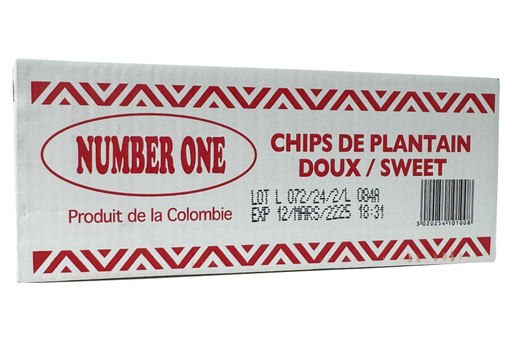 NUMBER ONE
Produit de la Colombie
CHIPS DE PLANTAIN
DOUX / SWEET
LOT L 072/24/2/L 084A
EXP 12/MARS/2225 18:31
3020254101006